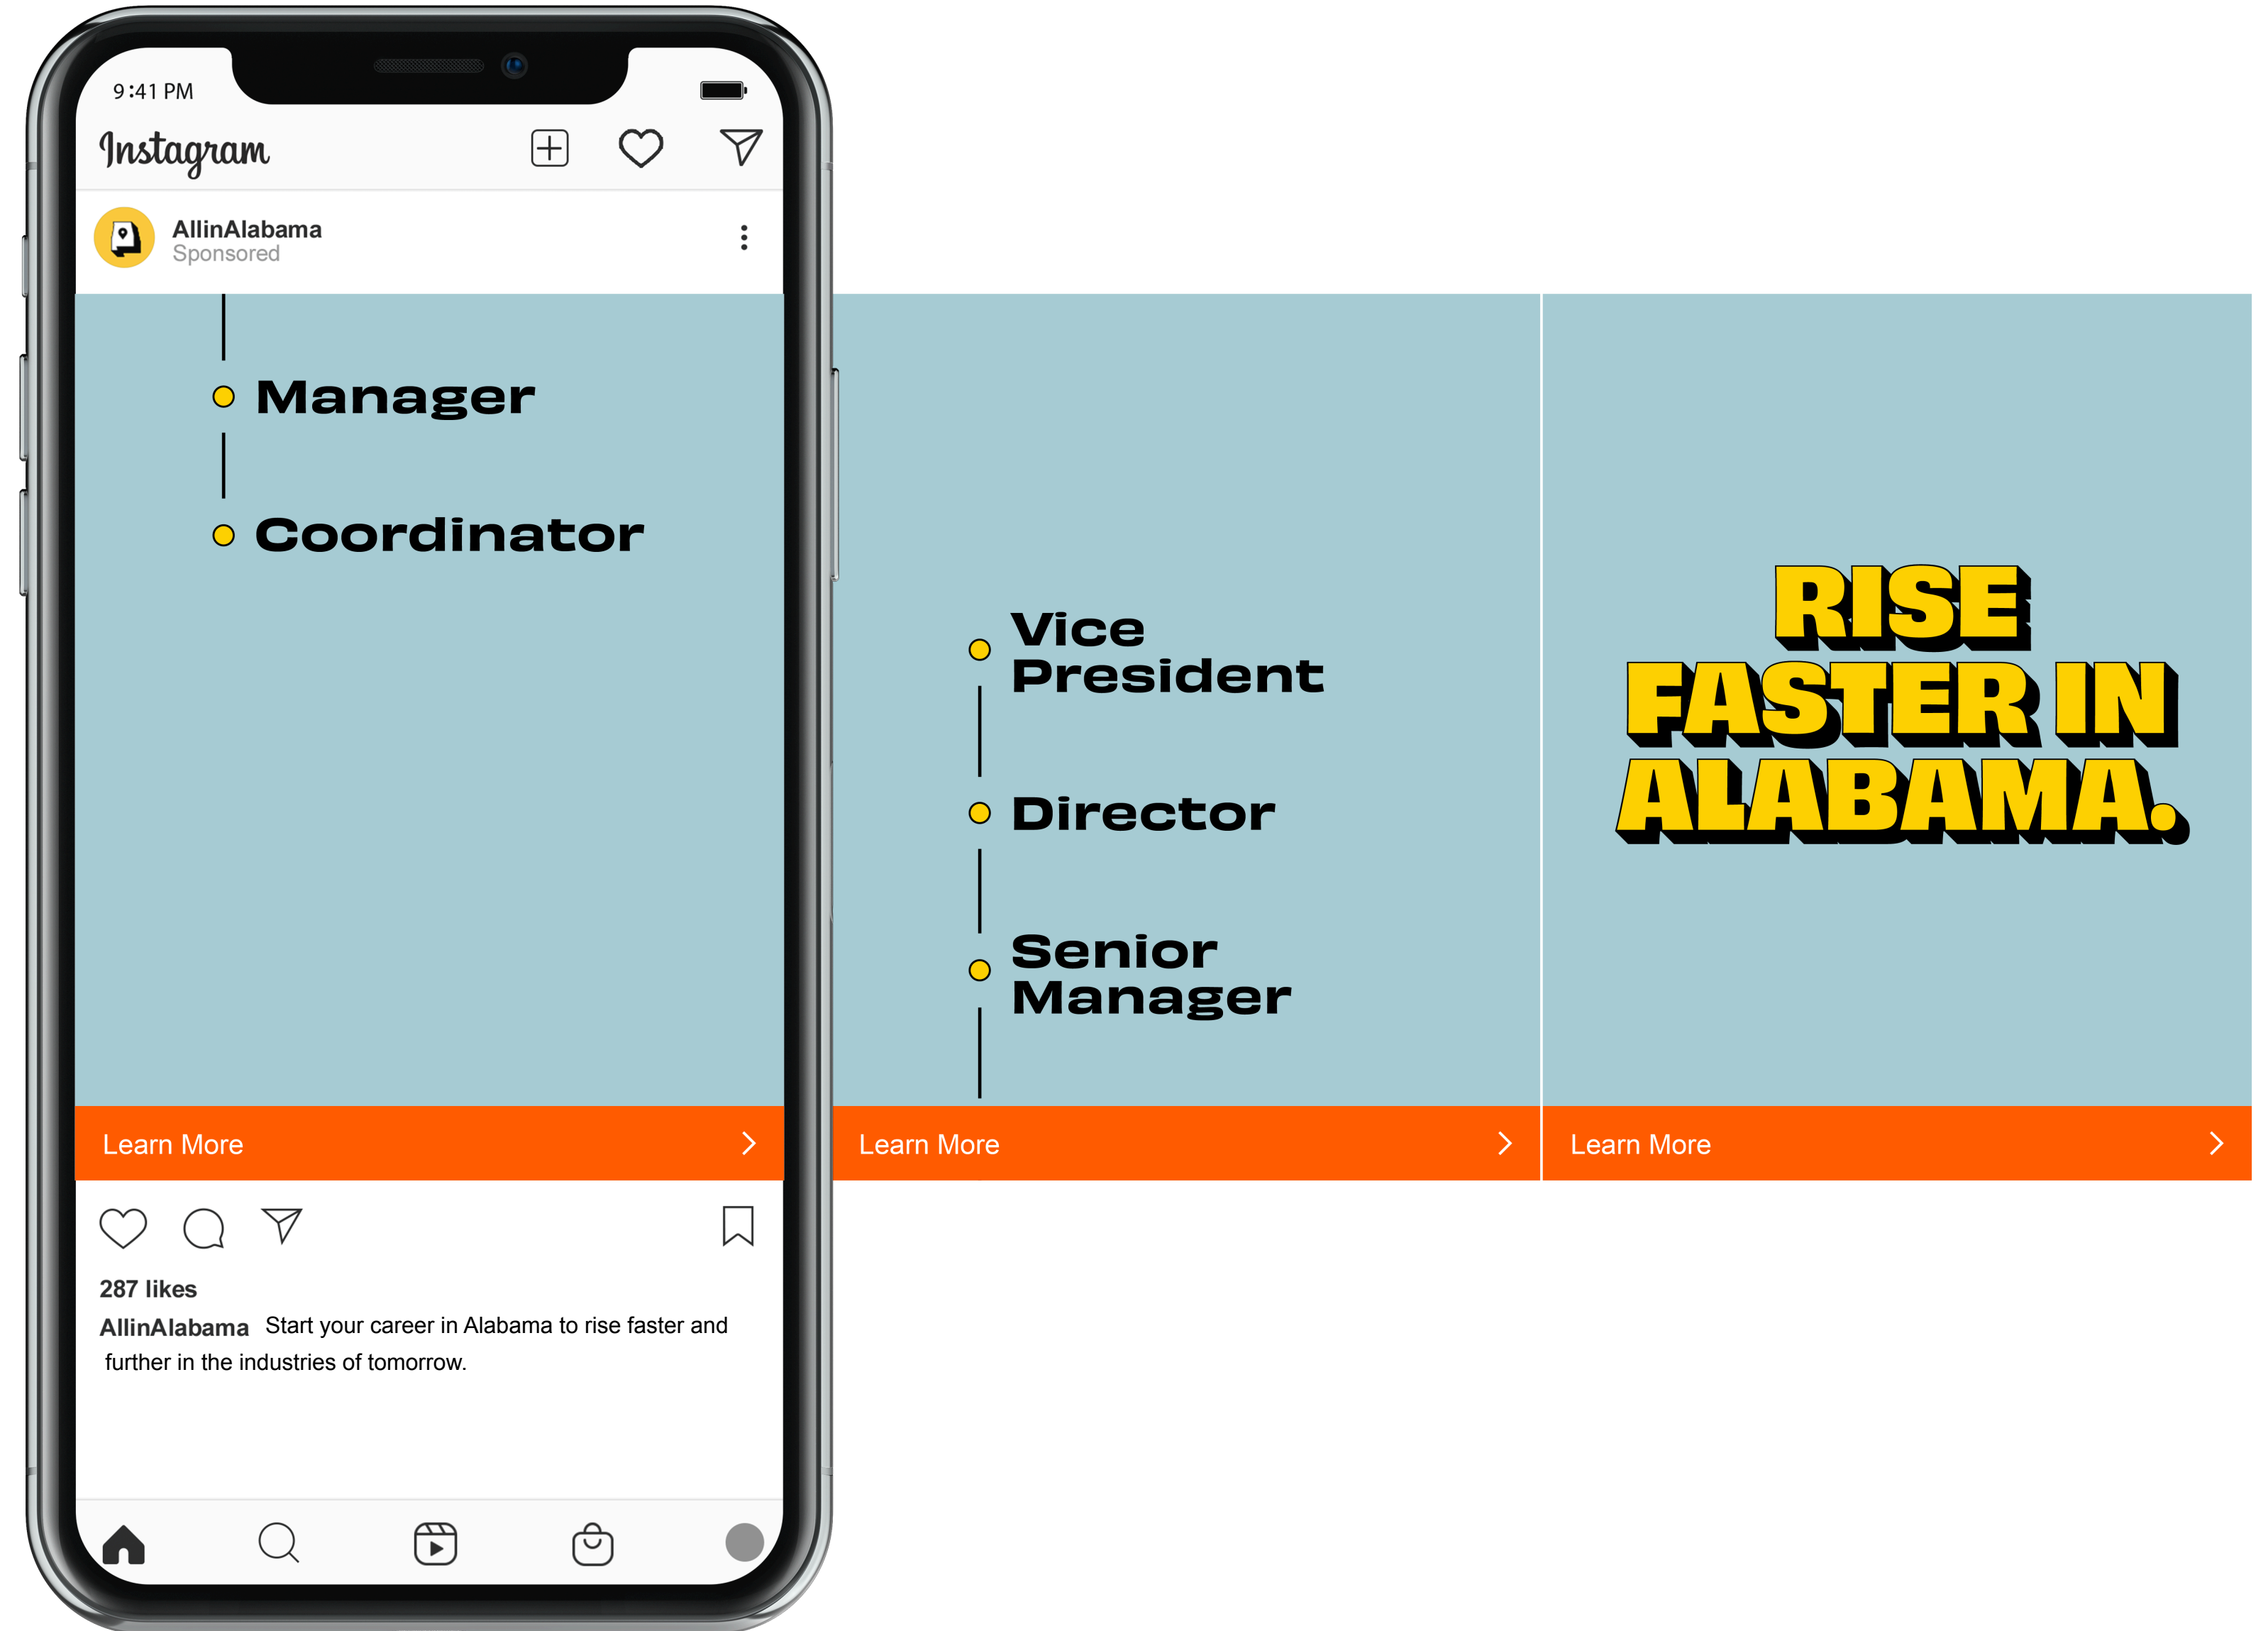 9:41 PM
Instagram
AllinAlabama
Sponsored
Manager
Coordinator
Learn More
287 likes
AllinAlabama Start your career in Alabama to rise faster and
further in the industries of tomorrow.
Vice
President
Director
Senior
Manager
Learn More
RISE
FASTER IN
ALABAMA.
Learn More